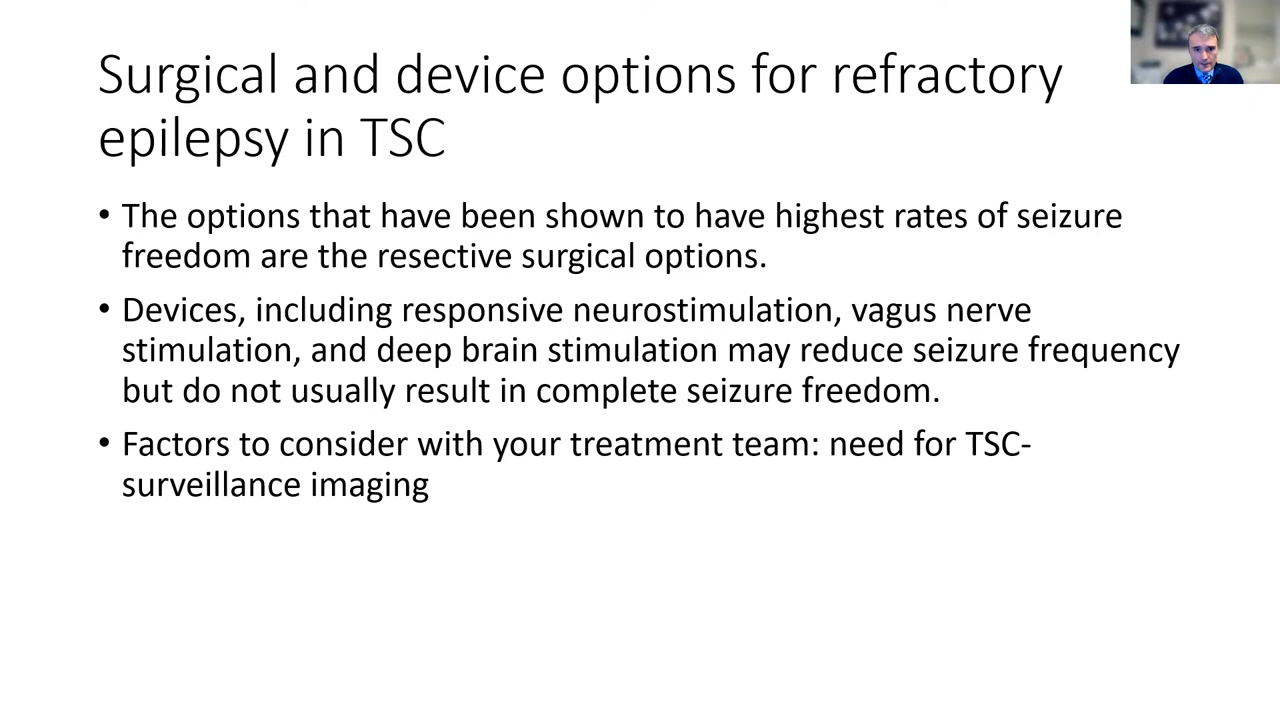 Surgical and device options for refractory
epilepsy in TSC
• The options that have been shown to have highest rates of seizure
freedom are the resective surgical options.
• Devices, including responsive neurostimulation, vagus nerve
stimulation, and deep brain stimulation may reduce seizure frequency
but do not usually result in complete seizure freedom.
• Factors to consider with your treatment team: need for TSC-
surveillance imaging